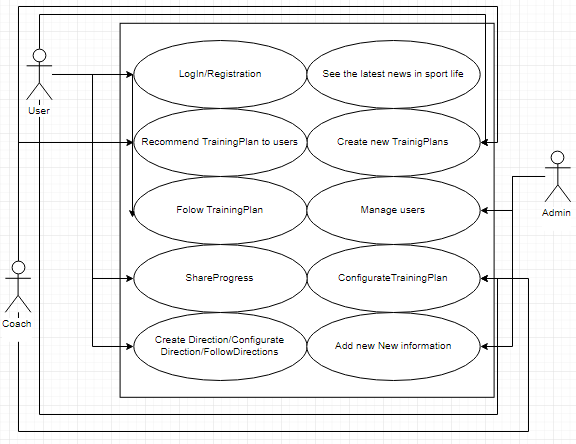 LogIn/Registration
See the latest news in sport life
User
Recommend TrainingPlan to users
Create new TrainigPlans
Folow TrainingPlan
Manage users
Admin
ShareProgress
ConfigurateTrainingPlan
Coach
Create Direction/Configurate
Direction/FollowDirections
Add new New information